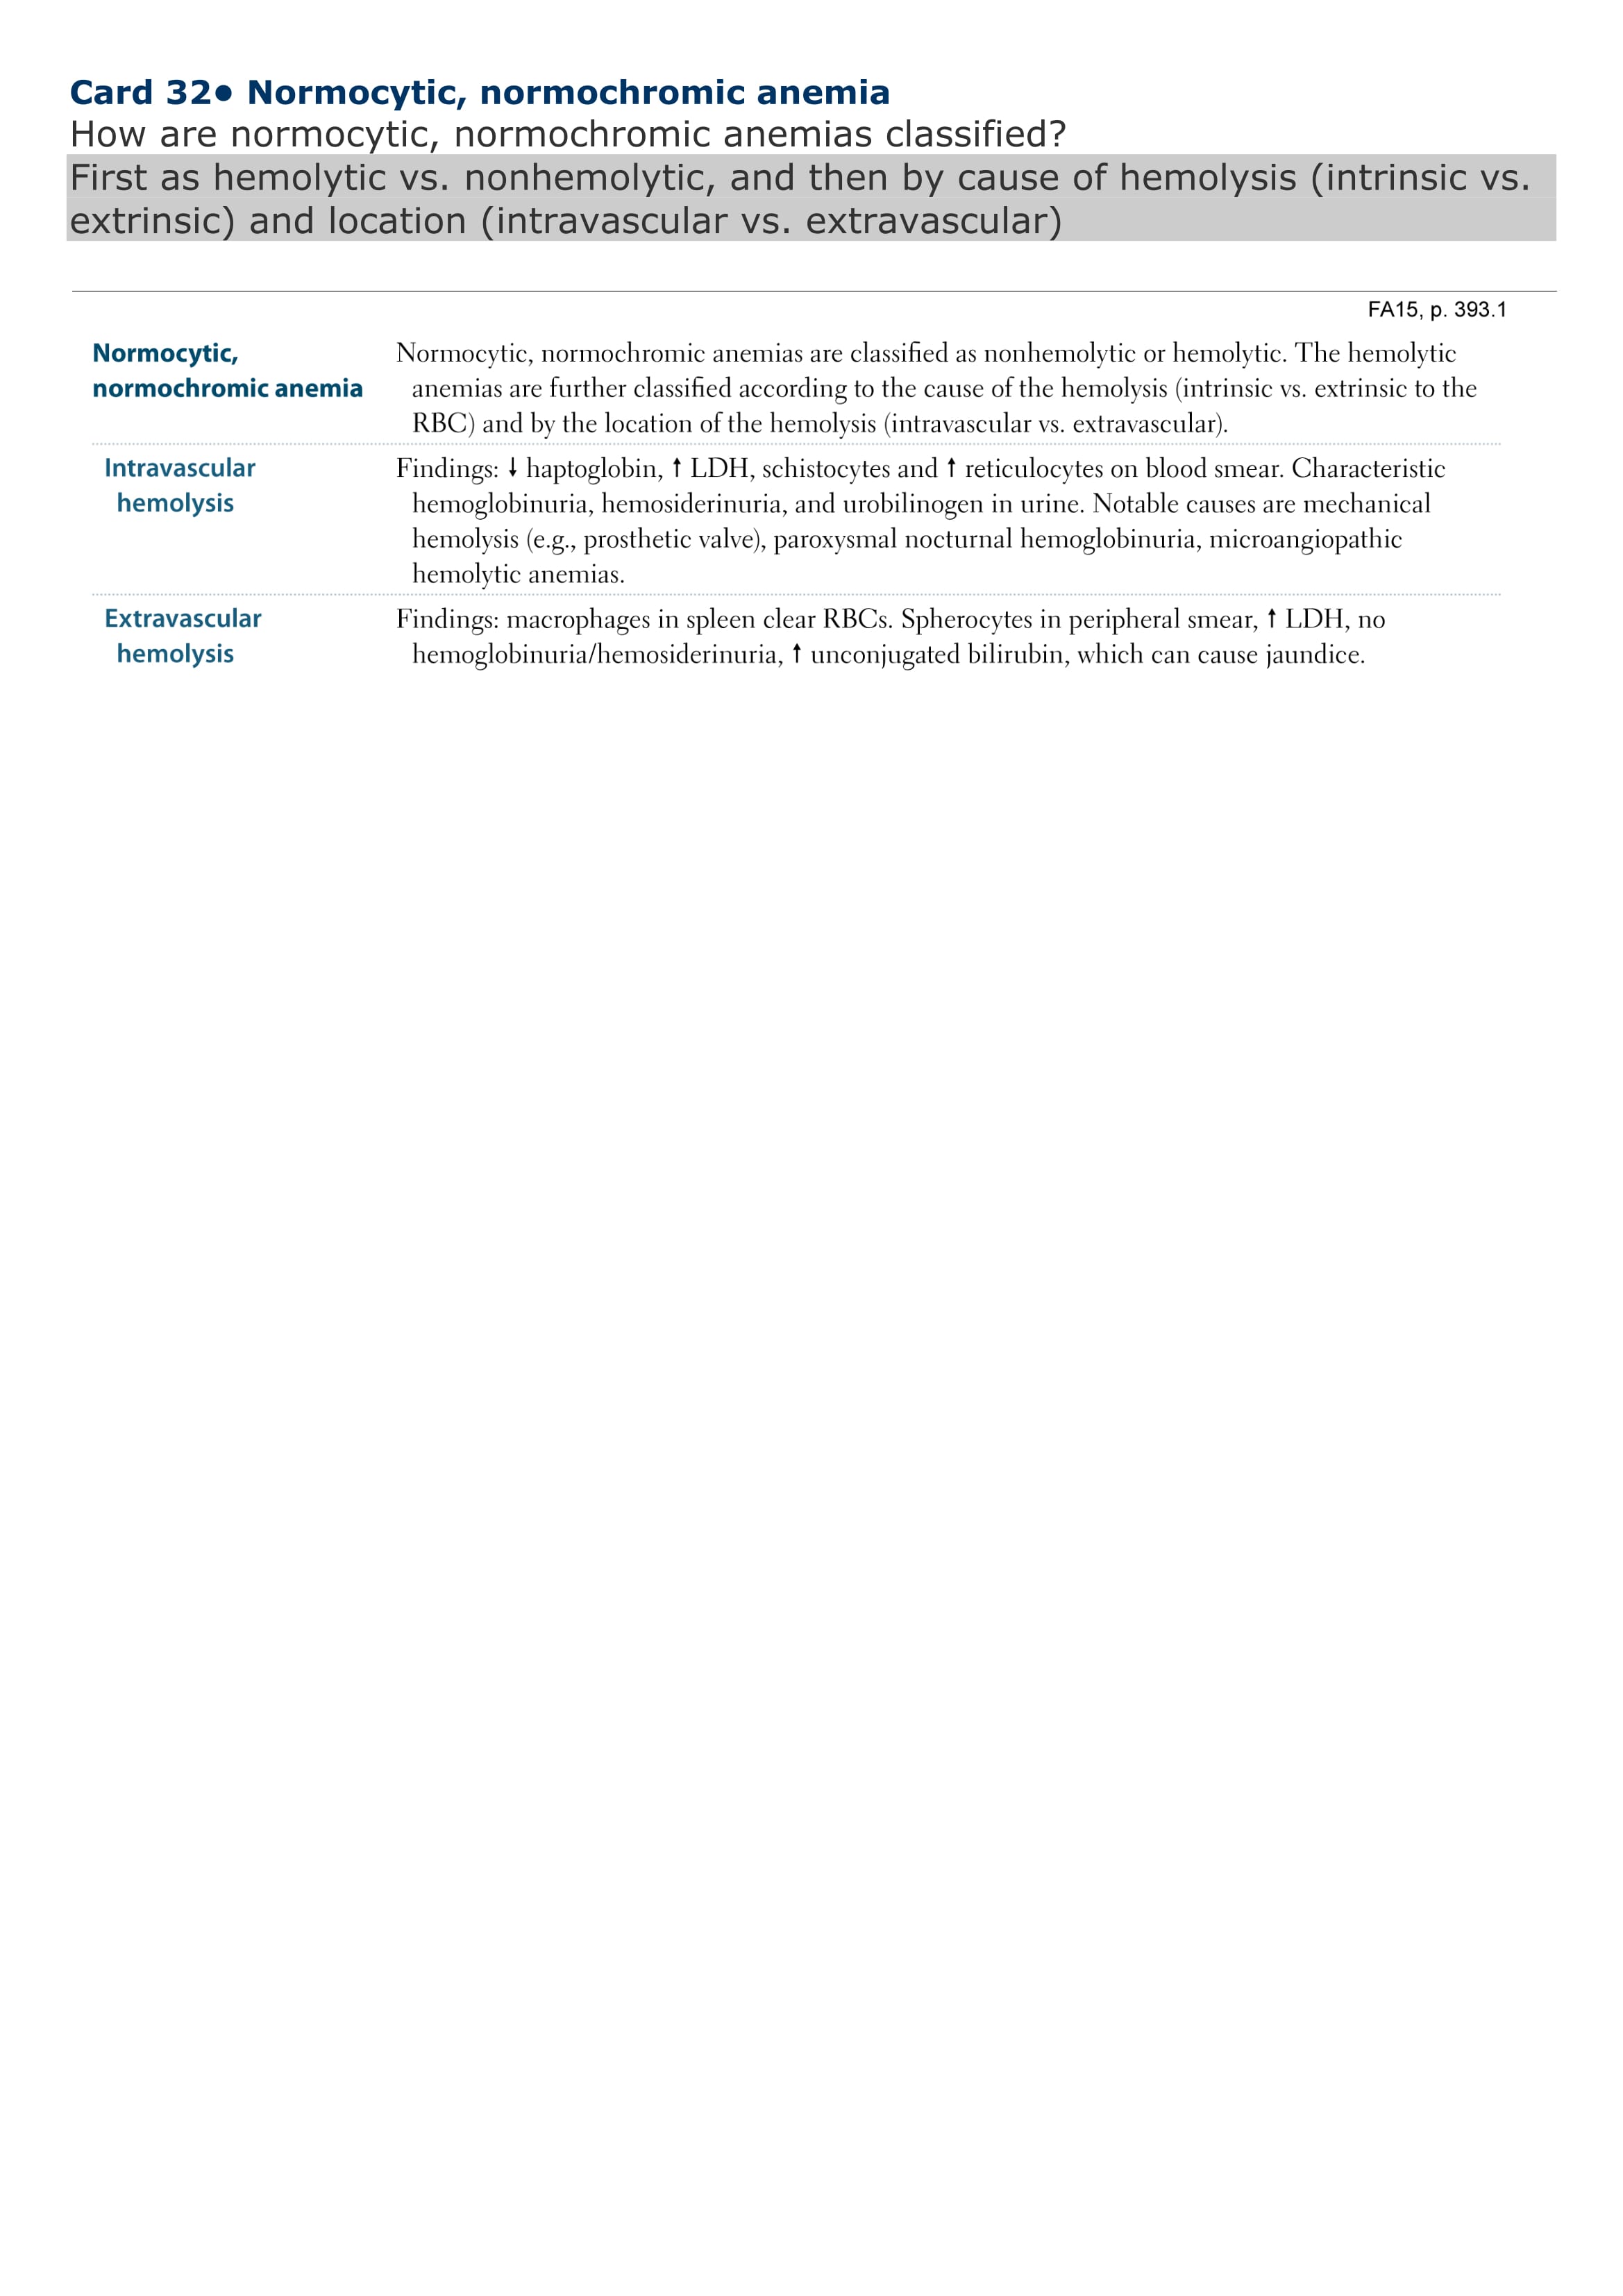 Card 32● Normocytic, normochromic anemia
How are normocytic, normochromic anemias classified?
First as hemolytic vs. nonhemolytic, and then by cause of hemolysis (intrinsic vs.
extrinsic) and location (intravascular vs. extravascular)
FA15, p. 393.1
Normocytic,
normochromic anemia
Normocytic, normochromic anemias are classified as nonhemolytic or hemolytic. The hemolytic
anemias are further classified according to the cause of the hemolysis (intrinsic vs. extrinsic to the
RBC) and by the location of the hemolysis (intravascular vs. extravascular).
Intravascular
hemolysis
Findings: ↓ haptoglobin, ↑ LDH, schistocytes and ↑ reticulocytes on blood smear. Characteristic
hemoglobinuria, hemosiderinuria, and urobilinogen in urine. Notable causes are mechanical
hemolysis (e.g., prosthetic valve), paroxysmal nocturnal hemoglobinuria, microangiopathic
hemolytic anemias.
Extravascular
hemolysis
Findings: macrophages in spleen clear RBCs. Spherocytes in peripheral smear, ↑ LDH, no
hemoglobinuria/hemosiderinuria, ↑ unconjugated bilirubin, which can cause jaundice.